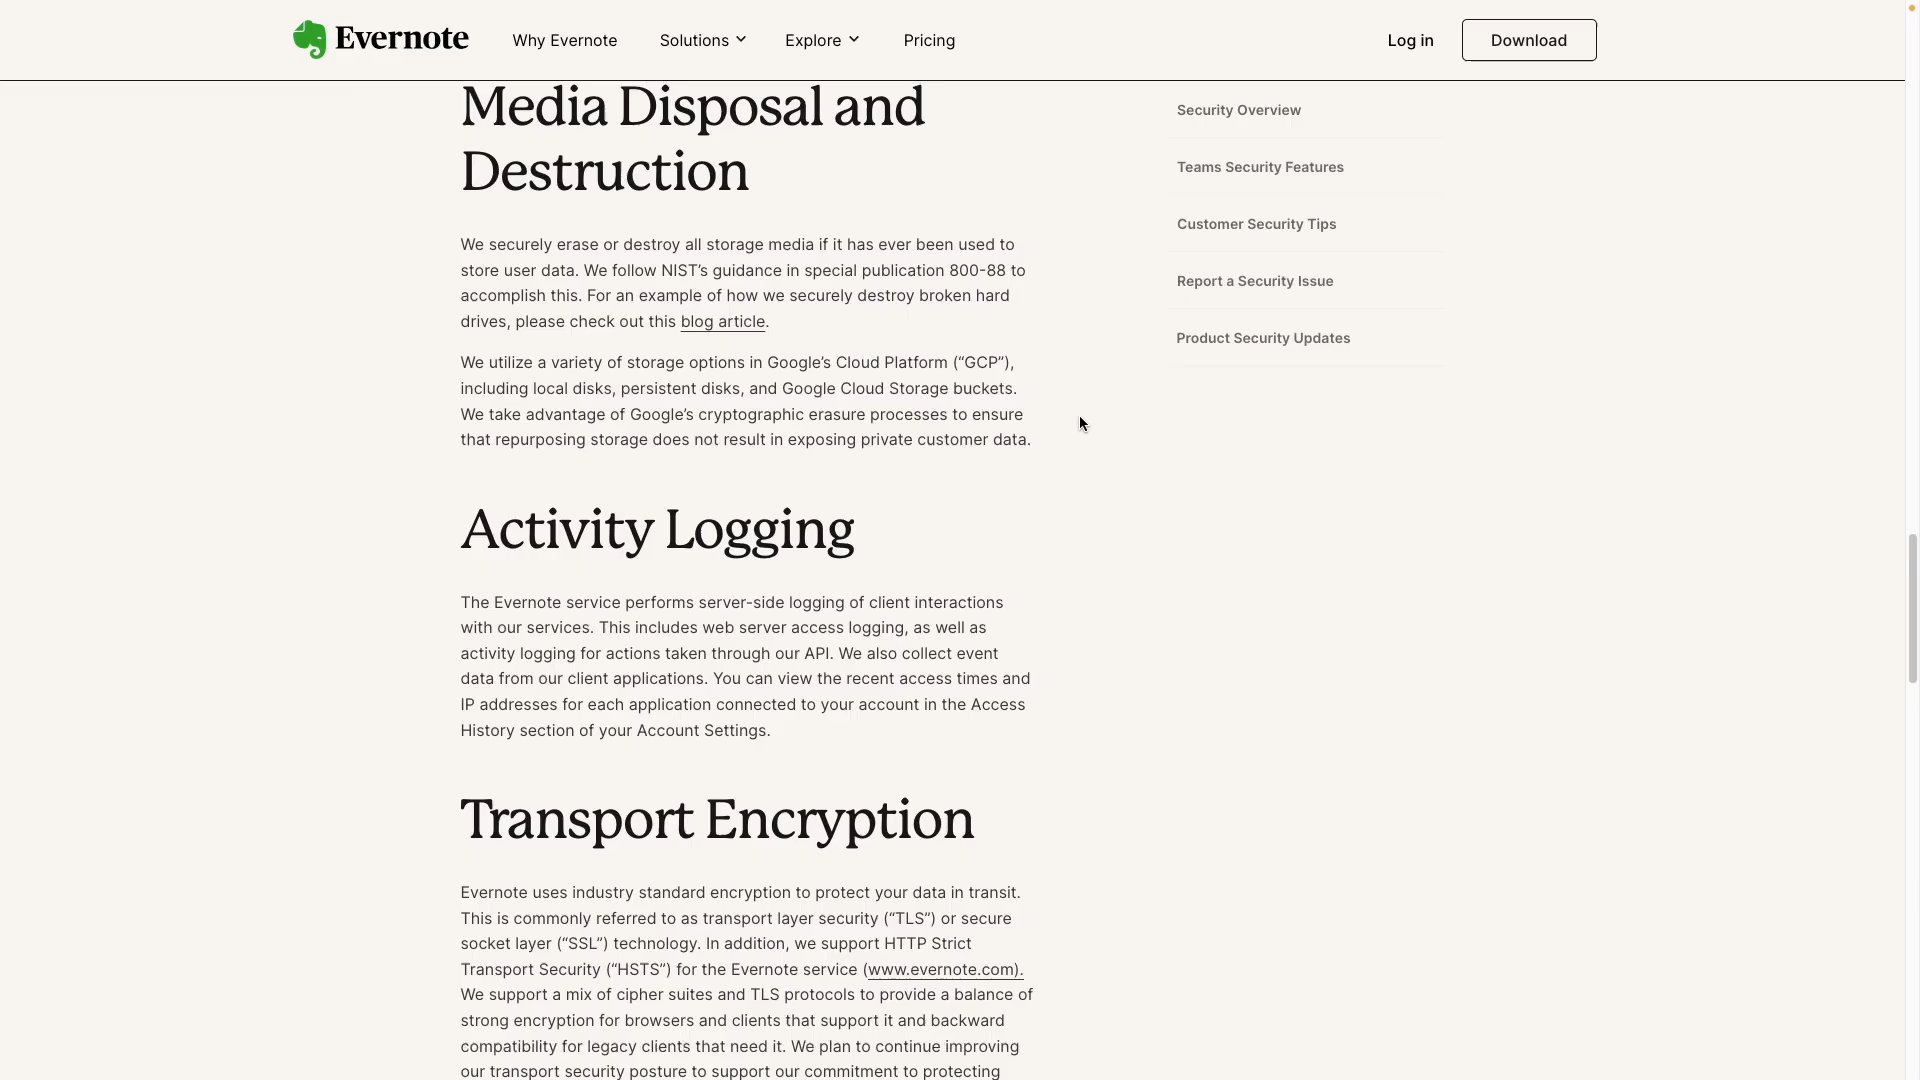 Evernote
Why Evernote
Solutions
Explore
Pricing
Log in
Download
Media Disposal and
Destruction
We securely erase or destroy all storage media if it has ever been used to
store user data. We follow NIST’s guidance in special publication 800-88 to
accomplish this. For an example of how we securely destroy broken hard
drives, please check out this blog article.
We utilize a variety of storage options in Google’s Cloud Platform (“GCP”),
including local disks, persistent disks, and Google Cloud Storage buckets.
We take advantage of Google’s cryptographic erasure processes to ensure
that repurposing storage does not result in exposing private customer data.
Activity Logging
The Evernote service performs server-side logging of client interactions
with our services. This includes web server access logging, as well as
activity logging for actions taken through our API. We also collect event
data from our client applications. You can view the recent access times and
IP addresses for each application connected to your account in the Access
History section of your Account Settings.
Transport Encryption
Evernote uses industry standard encryption to protect your data in transit.
This is commonly referred to as transport layer security (“TLS”) or secure
socket layer (“SSL”) technology. In addition, we support HTTP Strict
Transport Security (“HSTS”) for the Evernote service (www.evernote.com).
We support a mix of cipher suites and TLS protocols to provide a balance of
strong encryption for browsers and clients that support it and backward
compatibility for legacy clients that need it. We plan to continue improving
our transport security posture to support our commitment to protecting
Security Overview
Teams Security Features
Customer Security Tips
Report a Security Issue
Product Security Updates